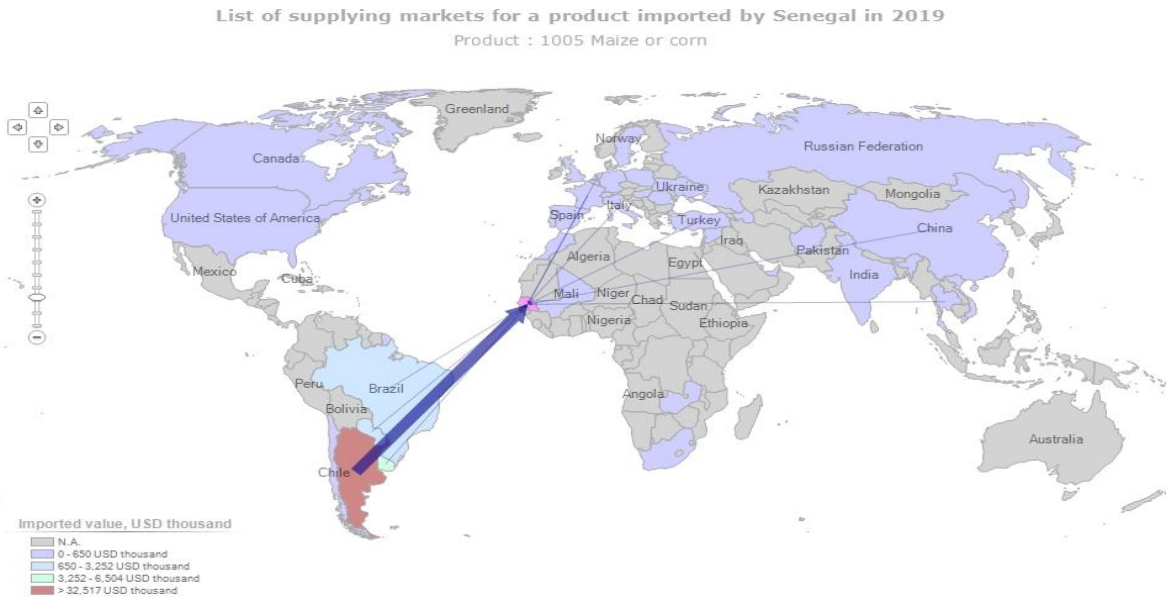 List of supplying markets for a product imported by Senegal in 2019
Product : 1005 Maize or corn
Greenland
Norway
Canada
Russian Federation
Ukraine
Kazakhstan
Mongolia
United States of America
Spain
Italy
Turkey
China
Iraq
Pakistan
Algeria
Egypt
Mexico
Cuba
India
Mali
Niger
Chad
Sudan
Nigeria
Ethiopra
Peru
Brazil
Angola
Bolivia
Australia
Chile
Imported value, USD thousand
N.A.
0 - 650 USD thousand
650 - 3,252 USD thousand
3,252 - 6,504 USD thousand
> 32,517 USD thousand